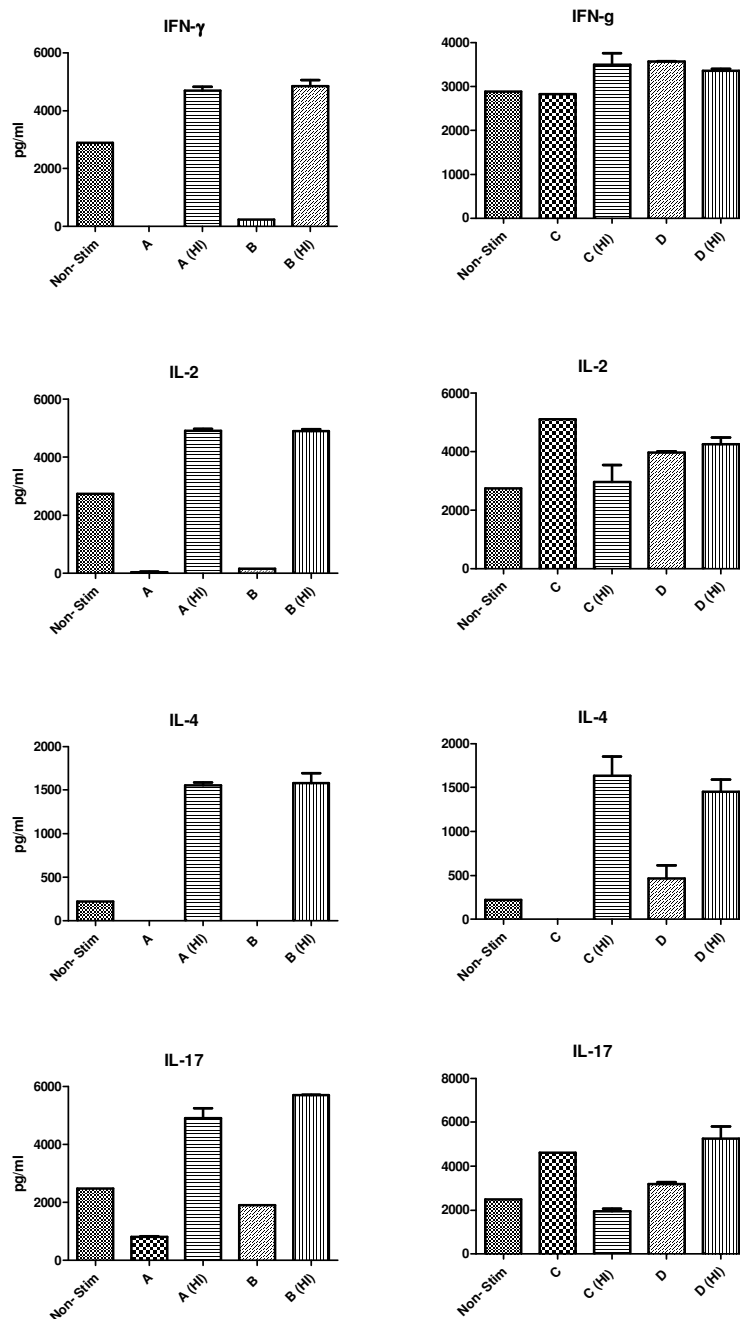 IFN-γ
6000
4000
2000
0
pg/ml
Non- Stim
A
A (HI)
B
B (HI)
IFN-g
4000
3000
2000
1000
0
Non- Stim
C
C (HI)
D
D (HI)
IL-2
6000
4000
2000
0
Non- Stim
A
A (HI)
B
B (HI)
IL-2
6000
4000
2000
0
Non- Stim
C
C (HI)
D
D (HI)
IL-4
2000
1500
1000
500
0
pg/ml
Non- Stim
A
A (HI)
B
B (HI)
IL-4
2000
1500
1000
500
0
Non- Stim
C
C (HI)
D
D (HI)
IL-17
6000
4000
2000
0
pg/ml
Non- Stim
A
A (HI)
B
B (HI)
IL-17
8000
6000
4000
2000
0
Non- Stim
C
C (HI)
D
D (HI)